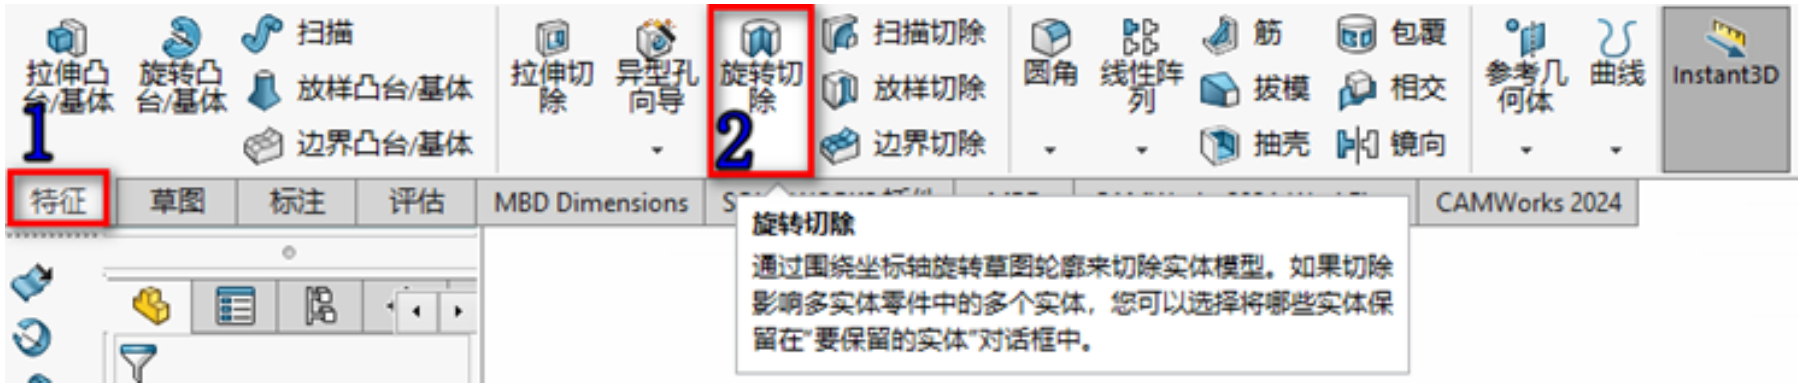 拉伸凸
台/基体
旋转凸
台/基体
扫描
放样凸台/基体
边界凸台/基体
拉伸切
除
异型孔
向导
旋转切
除
扫描切除
放样切除
边界切除
圆角
线性阵
列
筋
拔模
抽壳
包覆
相交
镜向
参考几
何体
曲线
Instant3D
1
2
特征
草图
标注
评估
MBD Dimensions
CAMWorks 2024
旋转切除
通过围绕坐标轴旋转草图轮廓来切除实体模型。如果切除
影响多实体零件中的多个实体，您可以选择将哪些实体保
留在"要保留的实体"对话框中。